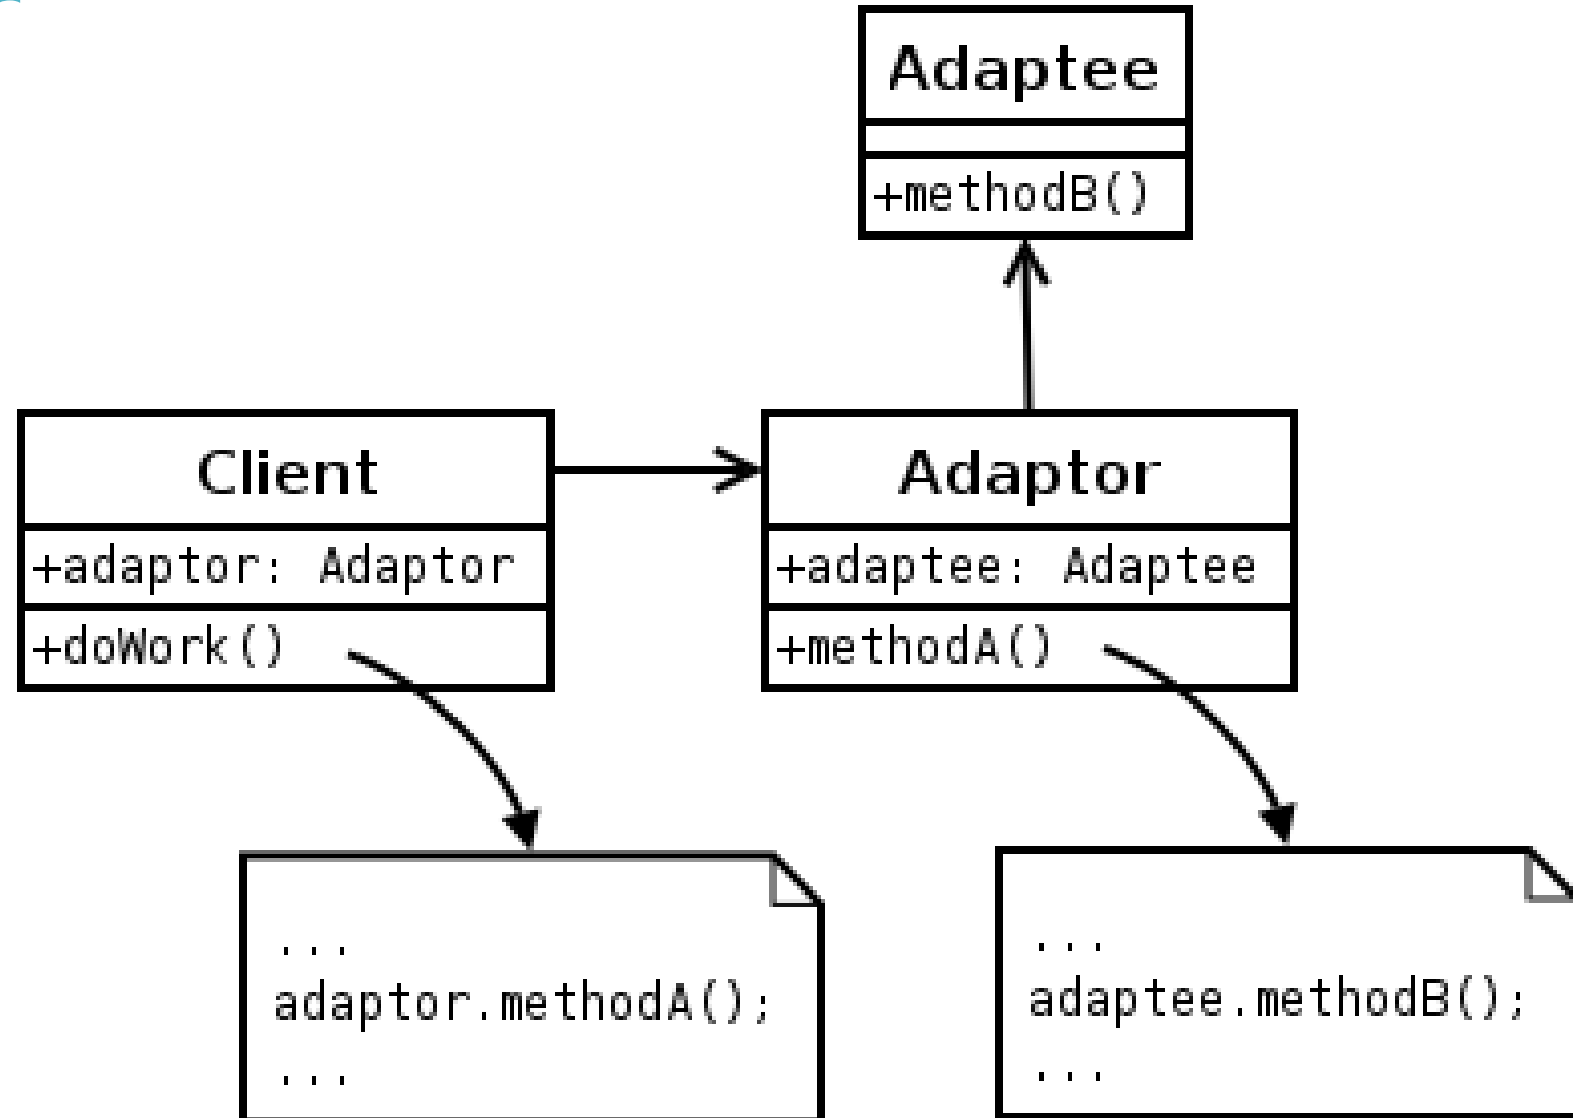 Adaptee
+methodB()
Client
+adaptor: Adaptor
+doWork()
Adaptor
+adaptee: Adaptee
+methodA()
...
adaptor.methodA();
...
...
adaptee.methodB();
...